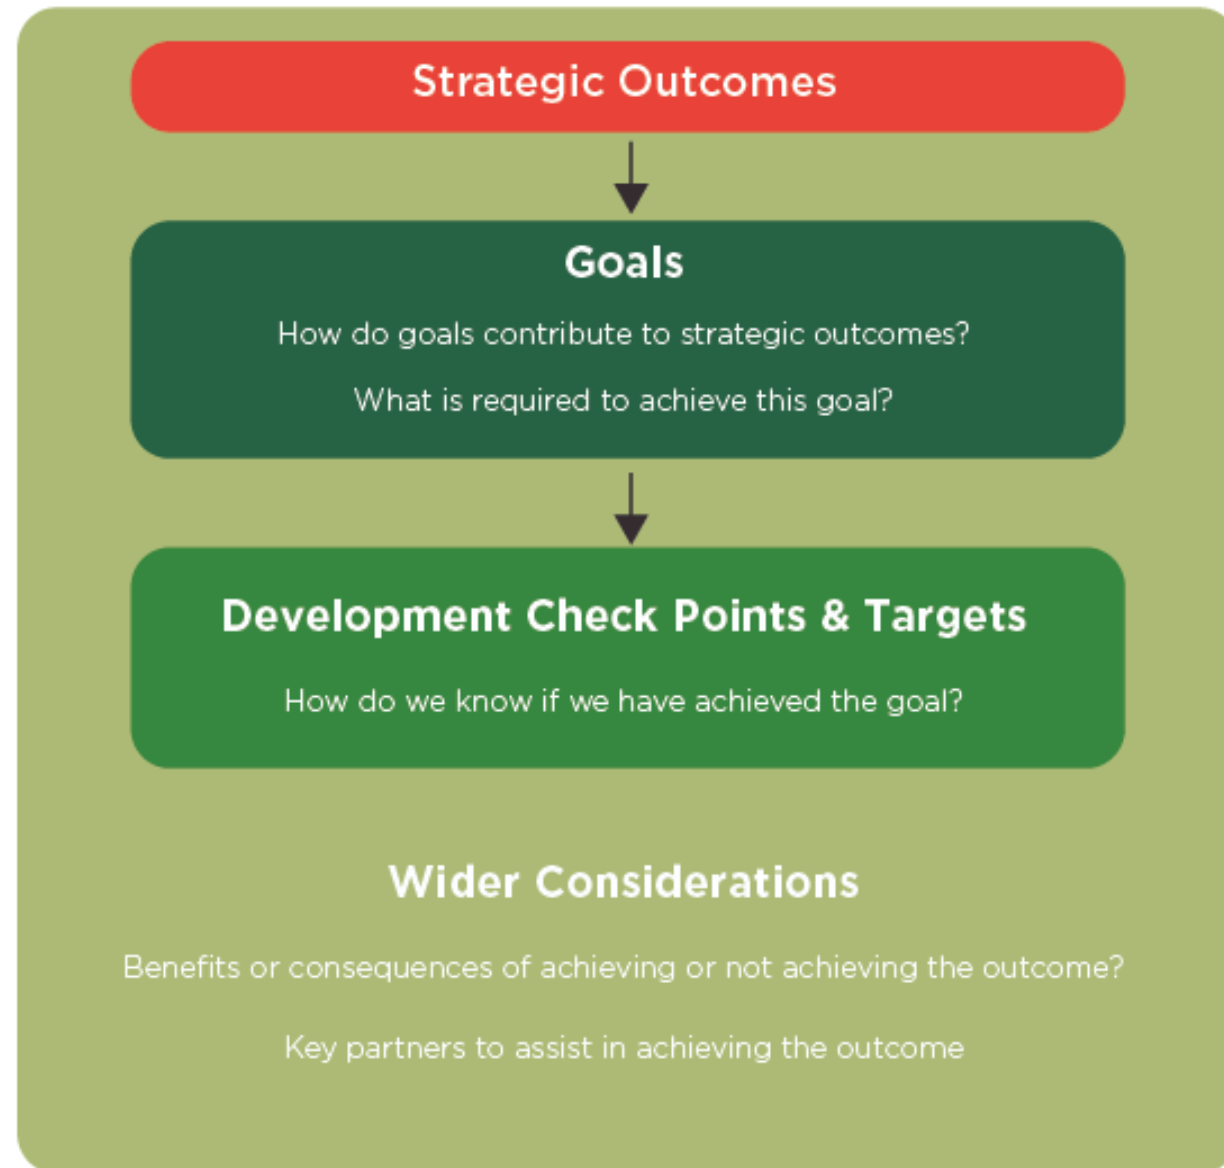 Strategic Outcomes
Goals
How do goals contribute to strategic outcomes?
What is required to achieve this goal?
Development Check Points & Targets
How do we know if we have achieved the goal?
Wider Considerations
Benefits or consequences of achieving or not achieving the outcome?
Key partners to assist in achieving the outcome